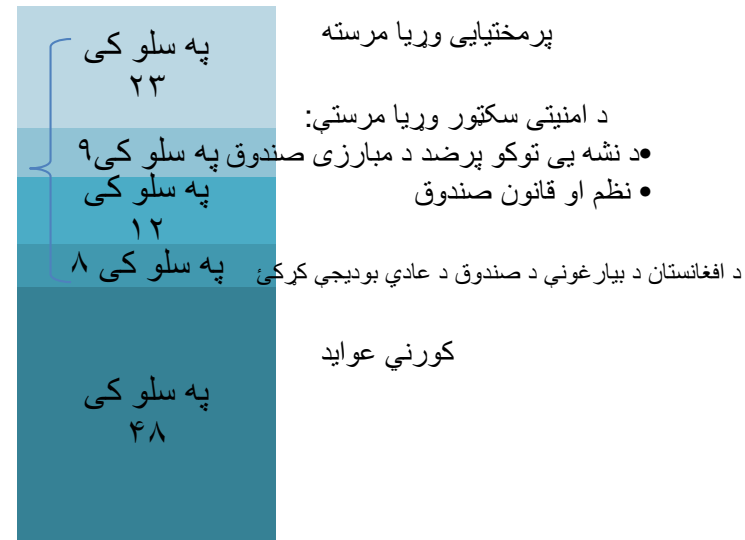 پرمختیایی وړیا مرسته
په سلو کی
۲۳
د امنیتی سکټور وړیا مرستې:
•د نشه یی توکو پرضد د مبارزی صندوق په سلو کی۹
• نظم او قانون صندوق
په سلو کی
۱۲
د افغانستان د بیارغونې د صندوق د عادي بودیجې کړکئ په سلو کی ۸
کورني عواید
په سلو کی
۴۸